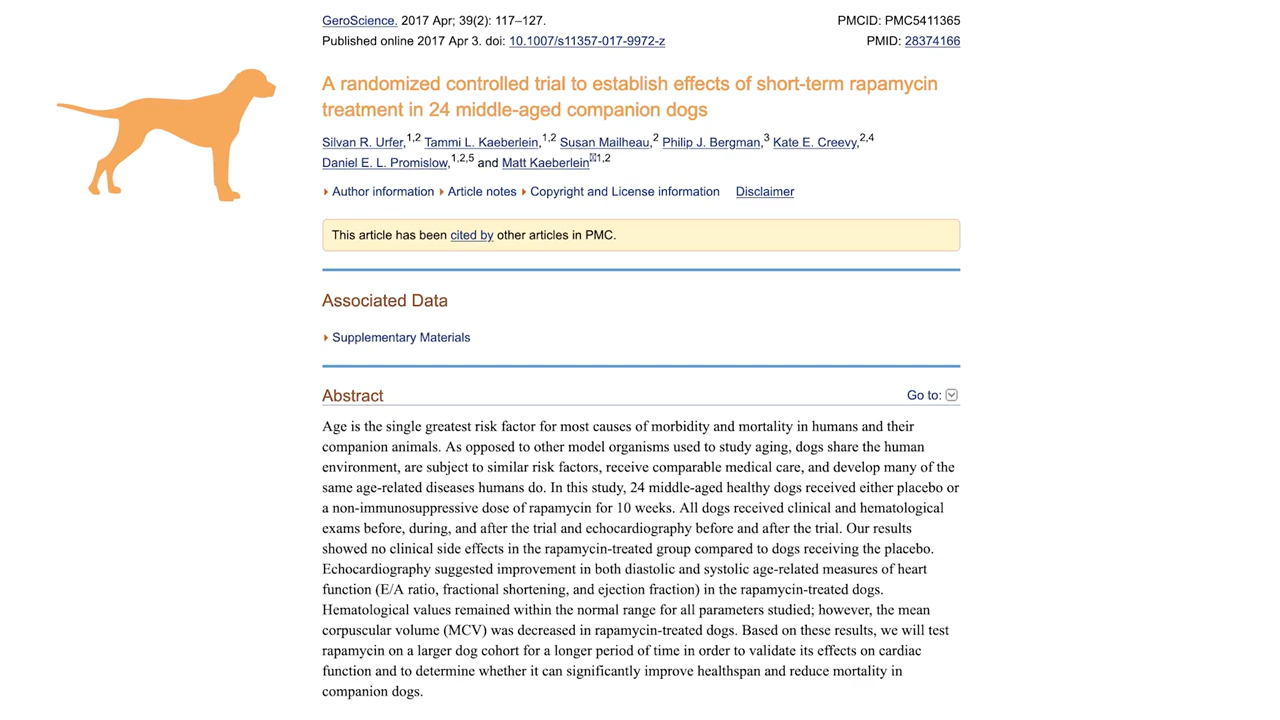 GeroScience. 2017 Apr; 39(2): 117–127.
PMCID: PMC5411365
Published online 2017 Apr 3. doi: 10.1007/s11357-017-9972-z
PMID: 28374166
A randomized controlled trial to establish effects of short-term rapamycin
treatment in 24 middle-aged companion dogs
Silvan R. Urfer,1,2 Tammi L. Kaeberlein,1,2 Susan Mailheau,2 Philip J. Bergman,3 Kate E. Creevy,2,4
Daniel E. L. Promislow,1,2,5 and Matt Kaeberlein1,2
Author information Article notes Copyright and License information Disclaimer
This article has been cited by other articles in PMC.
Associated Data
Supplementary Materials
Abstract
Go to:
Age is the single greatest risk factor for most causes of morbidity and mortality in humans and their
companion animals. As opposed to other model organisms used to study aging, dogs share the human
environment, are subject to similar risk factors, receive comparable medical care, and develop many of the
same age-related diseases humans do. In this study, 24 middle-aged healthy dogs received either placebo or
a non-immunosuppressive dose of rapamycin for 10 weeks. All dogs received clinical and hematological
exams before, during, and after the trial and echocardiography before and after the trial. Our results
showed no clinical side effects in the rapamycin-treated group compared to dogs receiving the placebo.
Echocardiography suggested improvement in both diastolic and systolic age-related measures of heart
function (E/A ratio, fractional shortening, and ejection fraction) in the rapamycin-treated dogs.
Hematological values remained within the normal range for all parameters studied; however, the mean
corpuscular volume (MCV) was decreased in rapamycin-treated dogs. Based on these results, we will test
rapamycin on a larger dog cohort for a longer period of time in order to validate its effects on cardiac
function and to determine whether it can significantly improve healthspan and reduce mortality in
companion dogs.